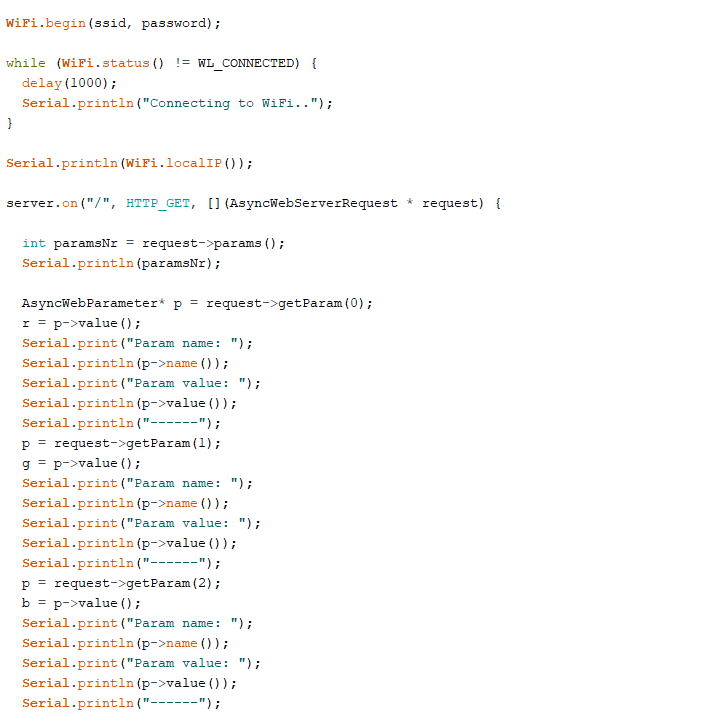 WiFi.begin(ssid, password);
while (WiFi.status() != WL_CONNECTED) {
delay(1000);
Serial.println("Connecting to WiFi..");
}
Serial.println(WiFi.localIP());
server.on("/", HTTP_GET, [](AsyncWebServerRequest * request) {
int paramsNr = request->params();
Serial.println(paramsNr);
AsyncWebParameter* p = request->getParam(0);
r = p->value();
Serial.print("Param name: ");
Serial.println(p->name());
Serial.print("Param value: ");
Serial.println(p->value());
Serial.println("------");
p = request->getParam(1);
g = p->value();
Serial.print("Param name: ");
Serial.println(p->name());
Serial.print("Param value: ");
Serial.println(p->value());
Serial.println("------");
p = request->getParam(2);
b = p->value();
Serial.print("Param name: ");
Serial.println(p->name());
Serial.print("Param value: ");
Serial.println(p->value());
Serial.println("------");